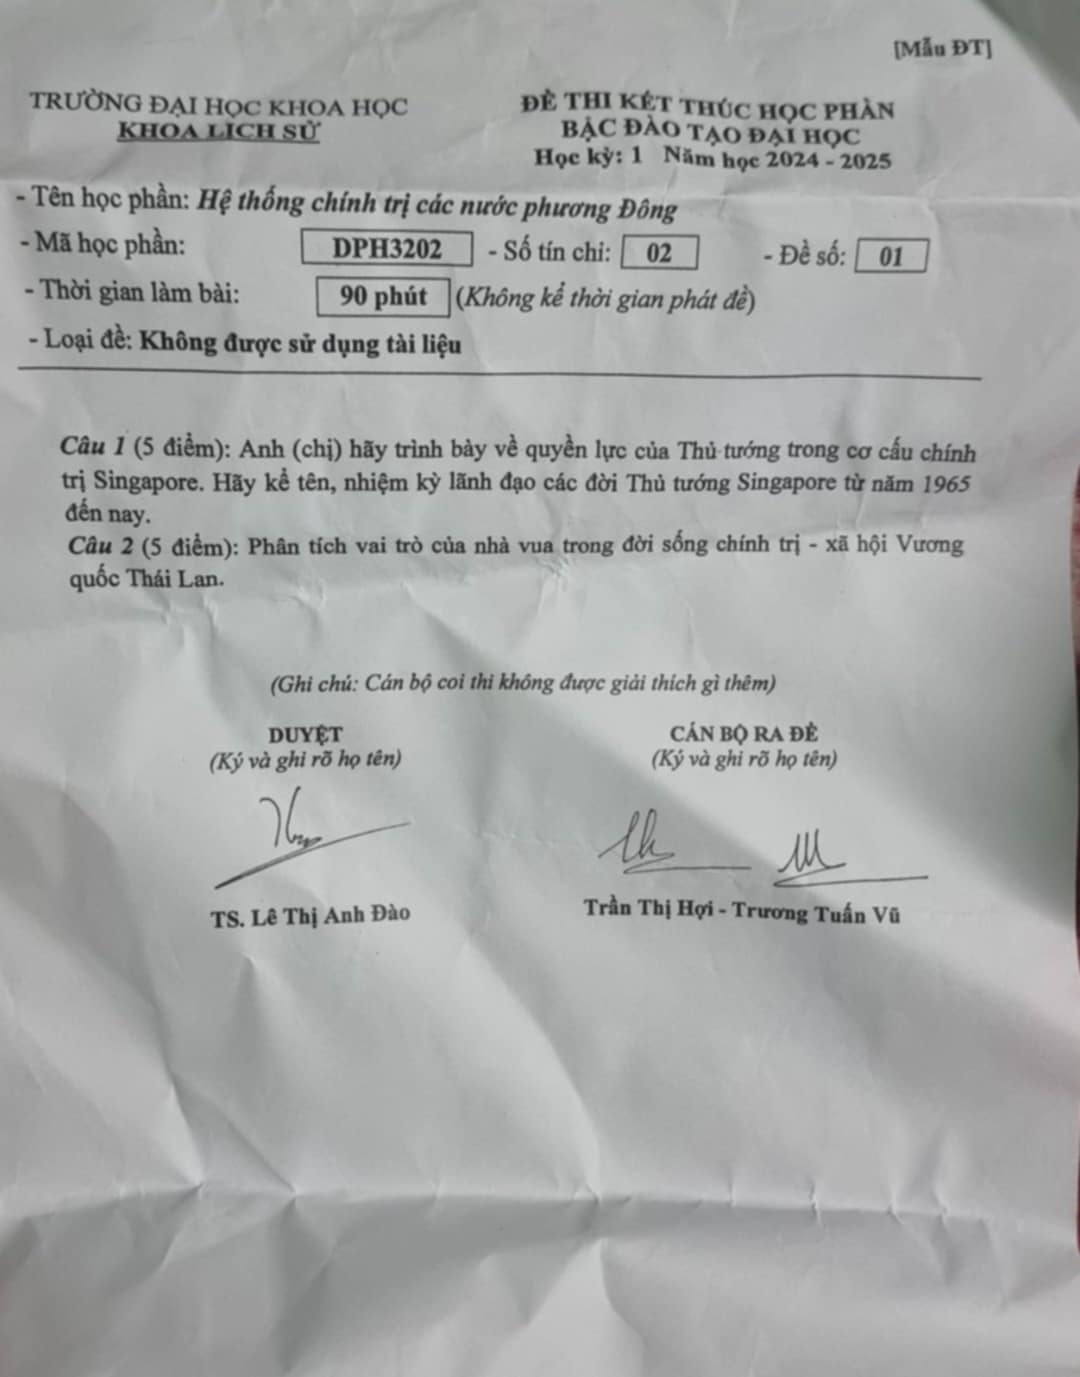 [Mẫu ĐT]
TRƯỜNG ĐẠI HỌC KHOA HỌC
KHOA LỊCH SỬ
ĐỀ THI KẾT THÚC HỌC PHẦN
BẬC ĐÀO TẠO ĐẠI HỌC
Học kỳ: 1 Năm học 2024 - 2025
- Tên học phần: Hệ thống chính trị các nước phương Đông
- Mã học phần: DPH3202 - Số tín chỉ: 02 - Đề số: 01
- Thời gian làm bài: 90 phút (Không kể thời gian phát đề)
- Loại đề: Không được sử dụng tài liệu
Câu 1 (5 điểm): Anh (chị) hãy trình bày về quyền lực của Thủ tướng trong cơ cấu chính
trị Singapore. Hãy kể tên, nhiệm kỳ lãnh đạo các đời Thủ tướng Singapore từ năm 1965
đến nay.
Câu 2 (5 điểm): Phân tích vai trò của nhà vua trong đời sống chính trị - xã hội Vương
quốc Thái Lan.
(Ghi chú: Cán bộ coi thi không được giải thích gì thêm)
DUYỆT
(Ký và ghi rõ họ tên)
CÁN BỘ RA ĐỀ
(Ký và ghi rõ họ tên)
TS. Lê Thị Anh Đào
Trần Thị Hợi - Trương Tuấn Vũ